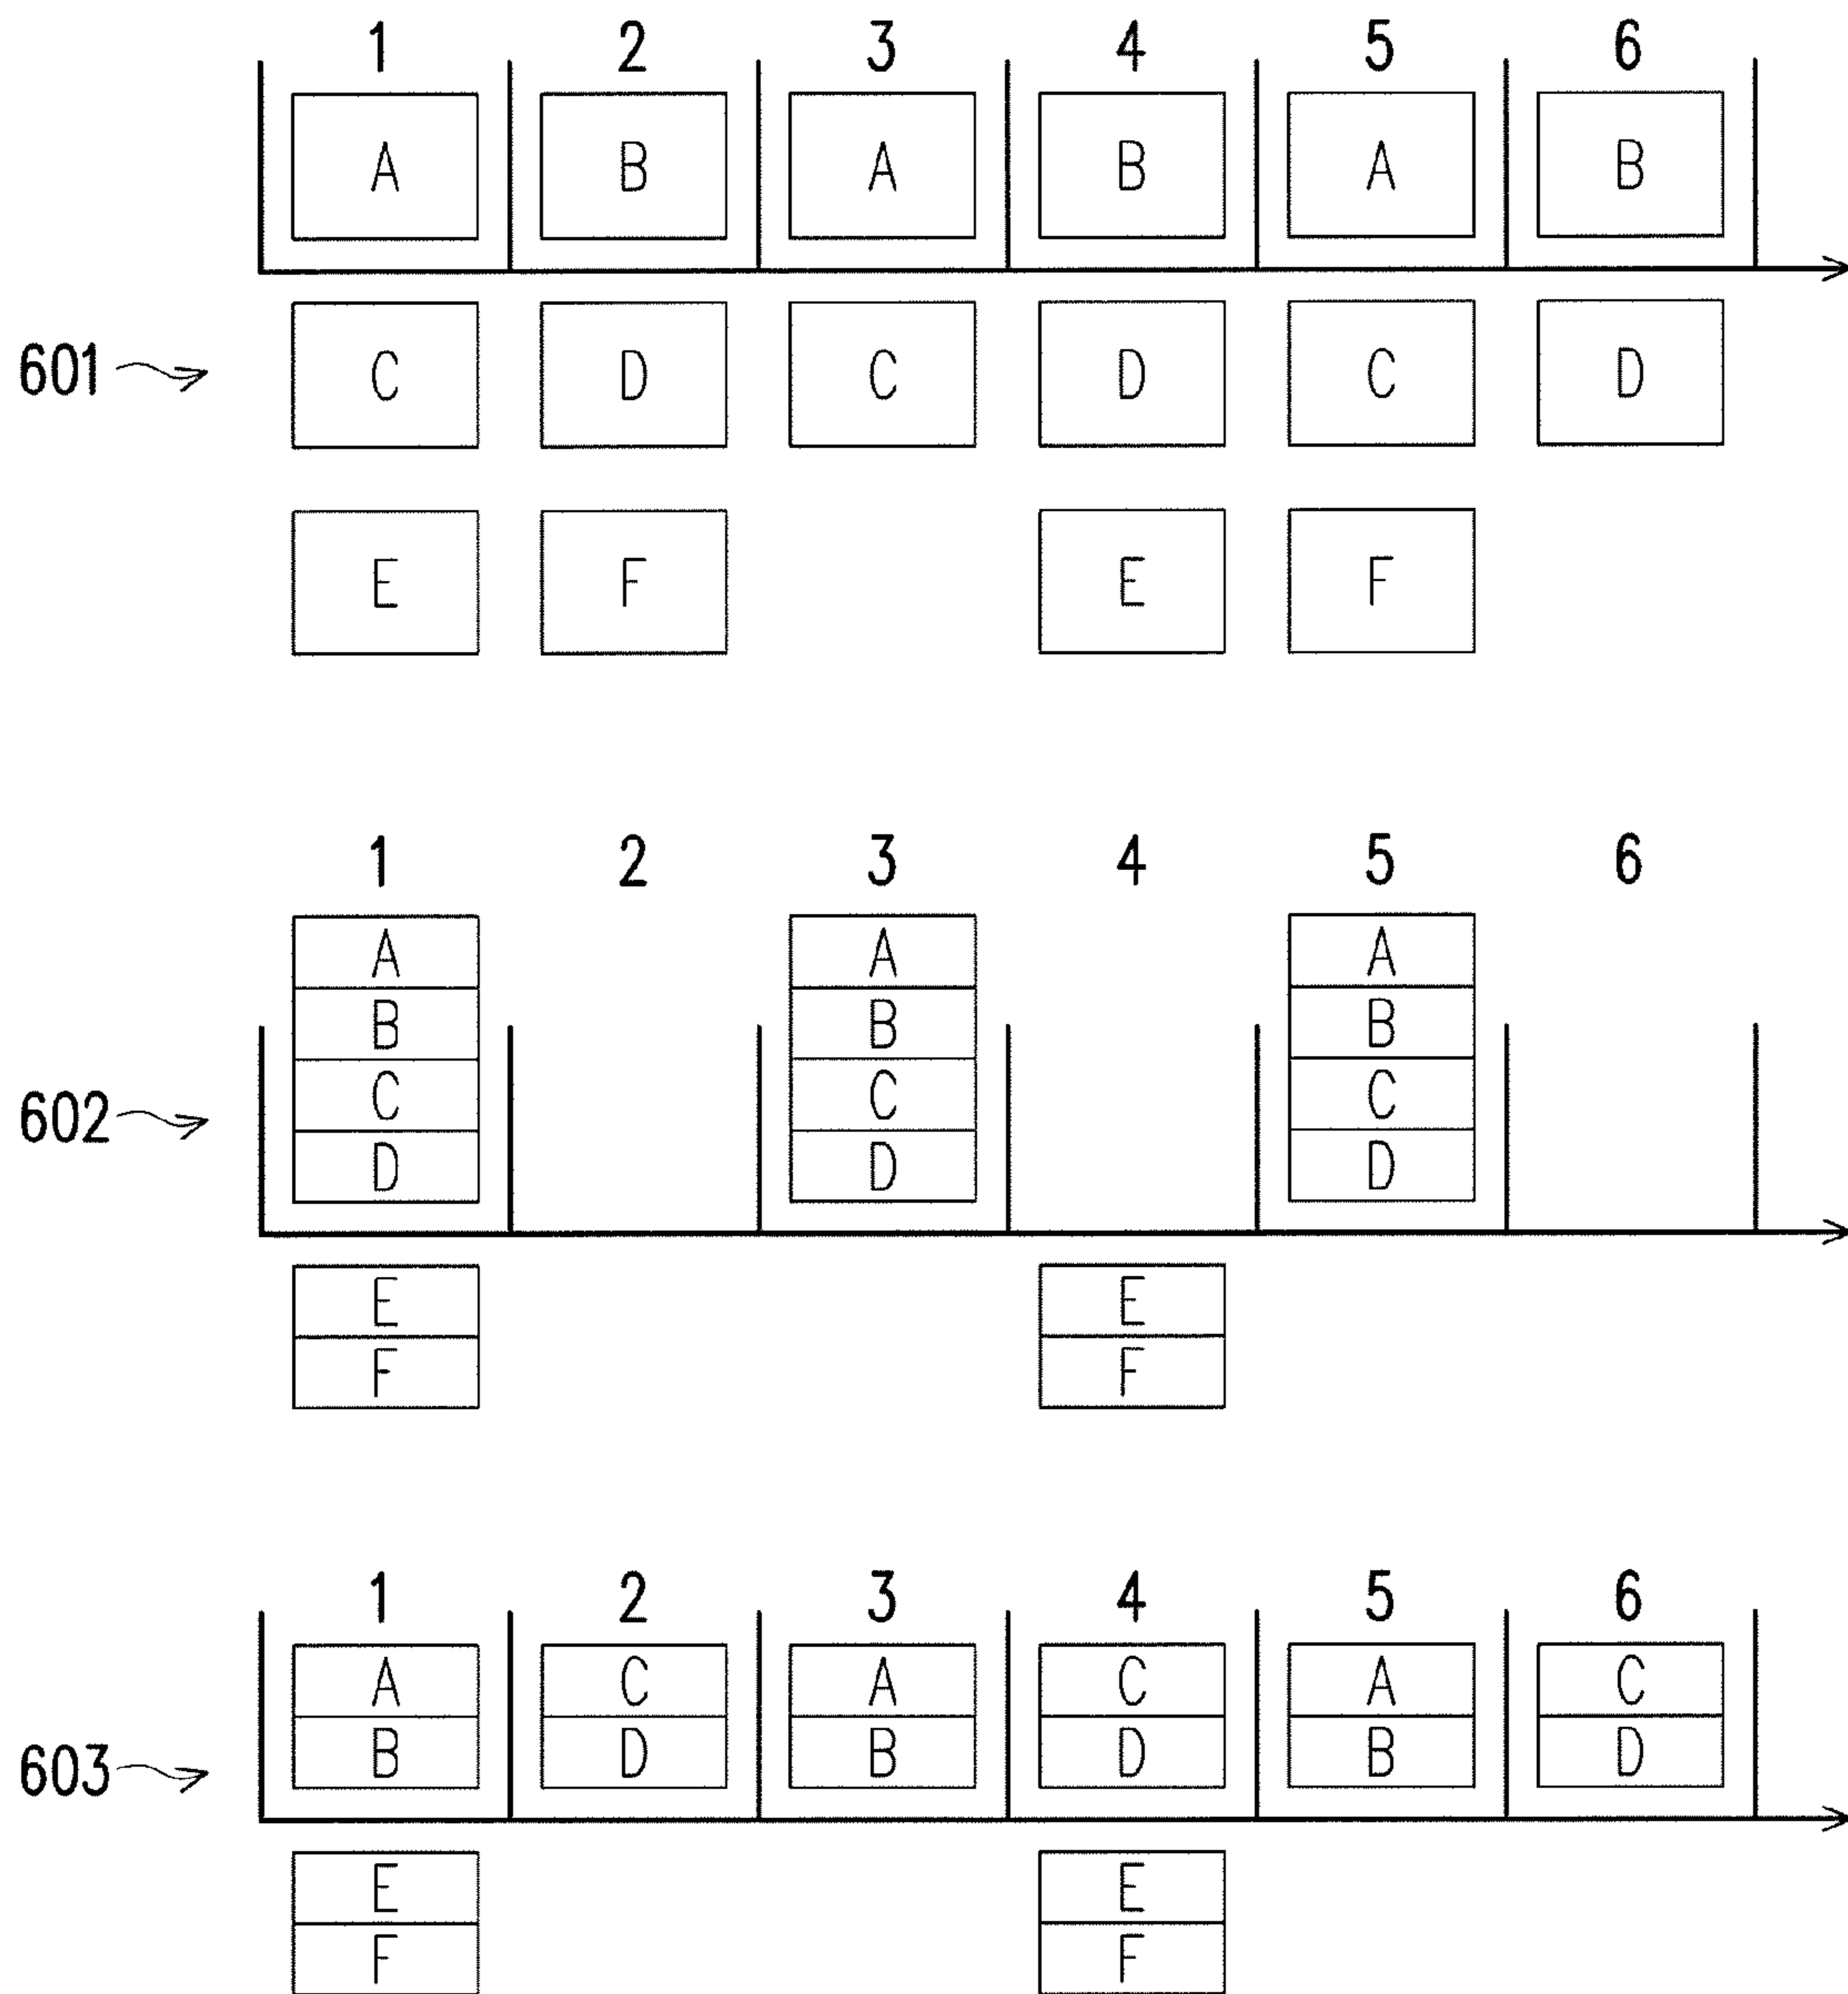 1 2 3 4 5 6
A B A B A B
601 C D C D C D
E F E F
1 2 3 4 5 6
A A A
B B B
602 C C C
D D D
E E
F F
1 2 3 4 5 6
A C A C A C
603 B D B D B D
E E
F F